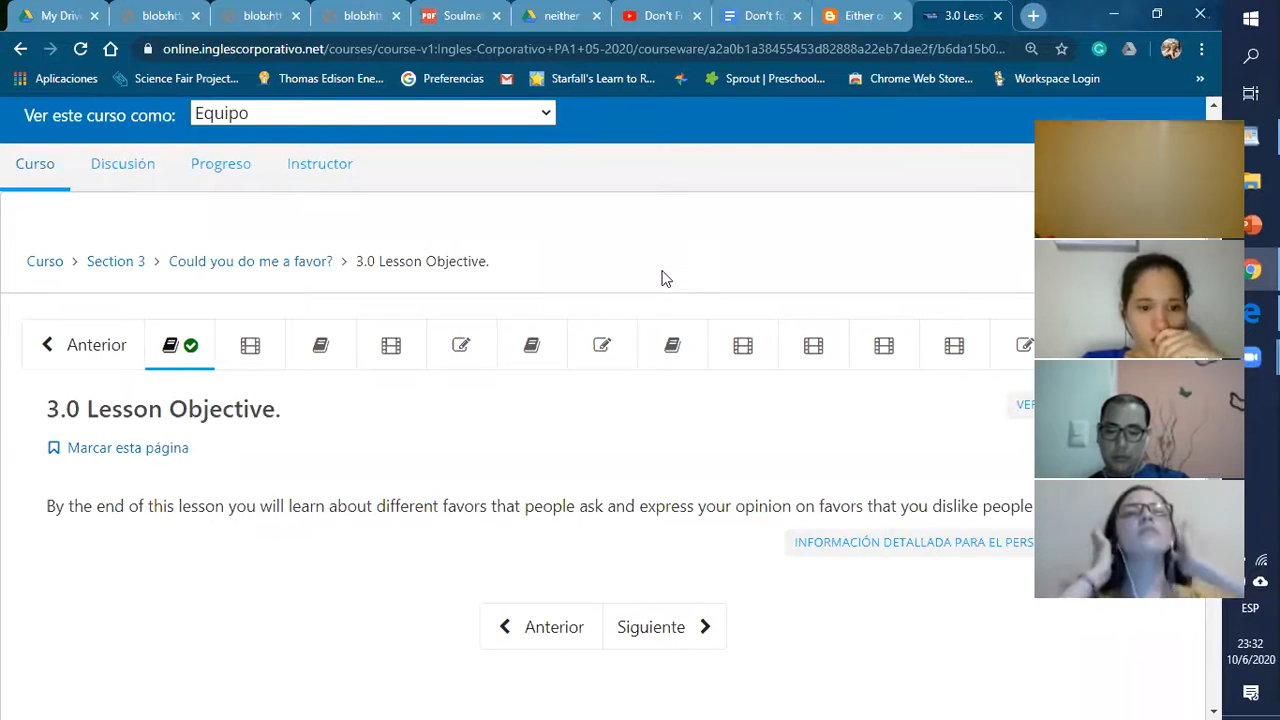 My Driv
blob:htt
blob:htt
blob:htt
Soulma
neither
Don't F
Don't fo
Either o
3.0 Less
online.inglescorporativo.net/courses/course-v1:Ingles-Corporativo+PA1+05-2020/courseware/a2a0b1a38455453d82888a22eb7dae2f/b6da15b0...
Aplicaciones
Science Fair Project...
Thomas Edison Ene...
Preferencias
Starfall's Learn to R...
Sprout | Preschool...
Chrome Web Store...
Workspace Login
»
Ver este curso como:
Equipo
Curso
Discusión
Progreso
Instructor
Curso > Section 3 > Could you do me a favor? > 3.0 Lesson Objective.
Anterior
3.0 Lesson Objective.
VER
Marcar esta página
By the end of this lesson you will learn about different favors that people ask and express your opinion on favors that you dislike people
INFORMACIÓN DETALLADA PARA EL PERS
Anterior
Siguiente
ESP
23:32
10/6/2020